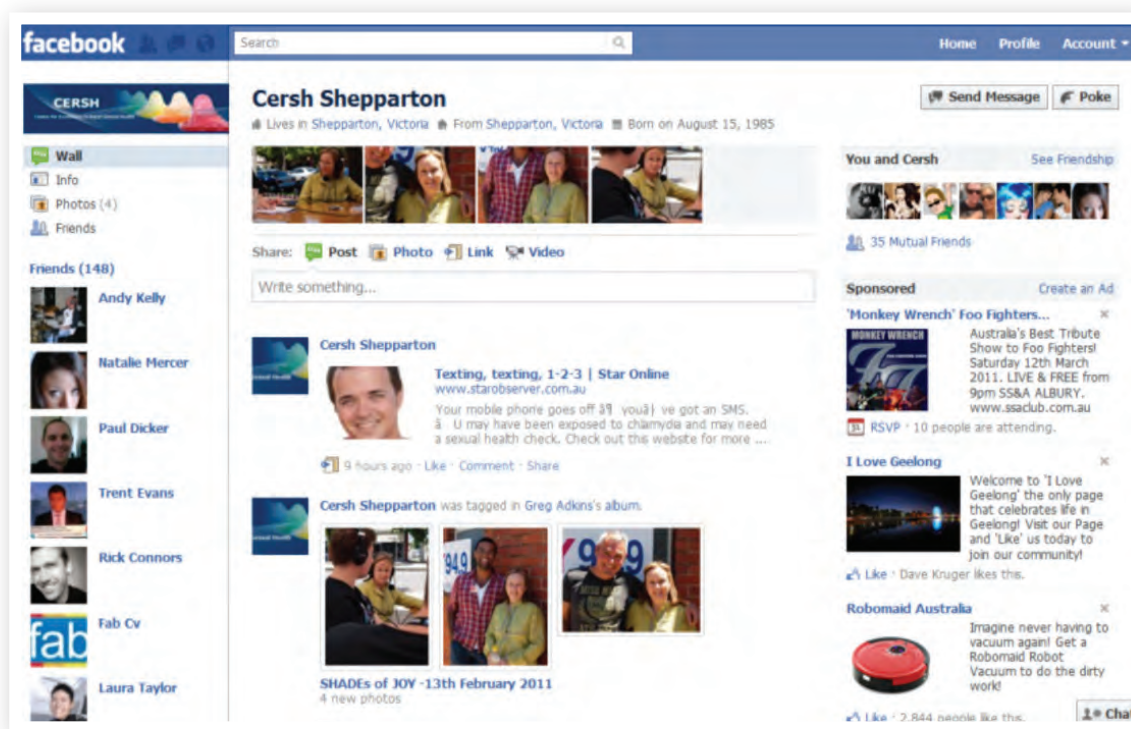 facebook
Search
Home Profile Account
CERSH
Cersh Shepparton
Send Message Poke
Lives in Shepparton, Victoria From Shepparton, Victoria Born on August 15, 1985
Wall
Info
Photos (4)
Friends
Friends (148)
Andy Kelly
Natalie Mercer
Paul Dicker
Trent Evans
Rick Connors
fab
Fab Cv
Laura Taylor
Share: Post Photo Link Video
Write something...
Cersh Shepparton
Texting, texting, 1-2-3 | Star Online
www.starobserver.com.au
Your mobile phone goes off â¶ youâ} ve got an SMS.
â U may have been exposed to chlamydia and may need
a sexual health check. Check out this website for more ...
9 hours ago · Like · Comment · Share
Cersh Shepparton was tagged in Greg Adkins's album.
94.9
94.9
SHADEs of JOY -13th February 2011
4 new photos
You and Cersh See Friendship
35 Mutual Friends
Sponsored Create an Ad
'Monkey Wrench' Foo Fighters...
MONKEY WRENCH
Australia's Best Tribute
Show to Foo Fighters!
Saturday 12th March
2011. LIVE & FREE from
9pm SS&A ALBURY.
www.ssaclub.com.au
31
RSVP · 10 people are attending.
I Love Geelong
Welcome to 'I Love
Geelong' the only page
that celebrates life in
Geelong! Visit our Page
and 'Like' us today to
join our community!
Like · Dave Kruger likes this.
Robomaid Australia
Imagine never having to
vacuum again! Get a
Robomaid Robot
Vacuum to do the dirty
work!
Like · 2,844 people like this.
Chat